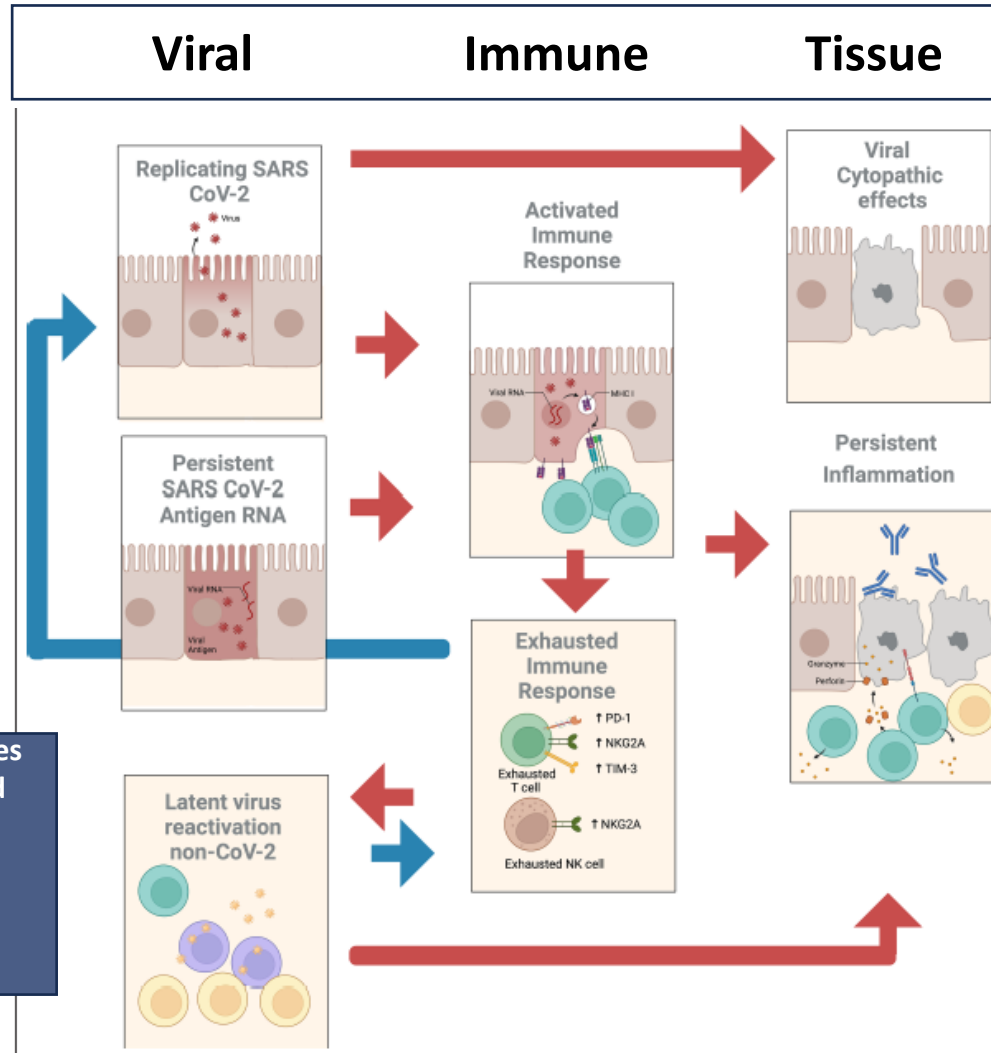 Viral
Immune
Tissue
Replicating SARS
CoV-2
Virus
Persistent
SARS CoV-2
Antigen RNA
Viral RNA
Viral
Antigen
es
Latent virus
reactivation
non-CoV-2
Activated
Immune
Response
Viral RNA
MHC I
Exhausted
Immune
Response
↑ PD-1
↑ NKG2A
↑ TIM-3
Exhausted
T cell
↑ NKG2A
Exhausted NK cell
Viral
Cytopathic
effects
Persistent
Inflammation
Granzyme
Perforin